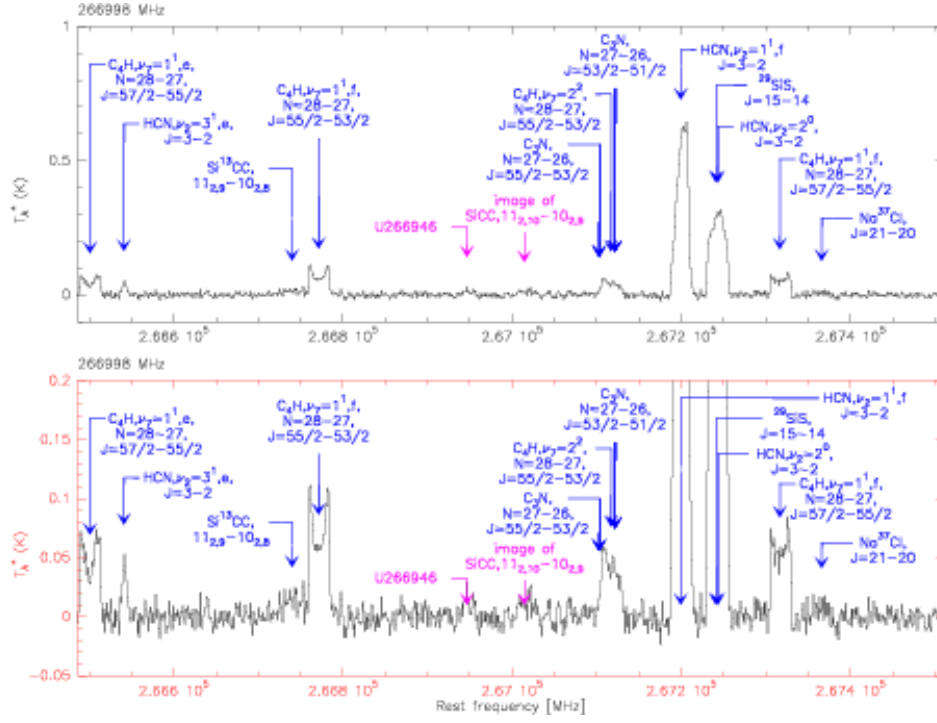 266998 MHz
1
0.5
0
T_A^* (K)
C₄H,ν₇=1¹,e,
N=28-27,
J=57/2-55/2
HCN,ν₂=3¹,e,
J=3-2
Si¹³CC,
11₂,₉-10₂,₈
C₄H,ν₇=1¹,f,
N=28-27,
J=55/2-53/2
U266946
image of
SiCC,11₂,₁₀-10₂,₉
C₃N,
N=27-26,
J=53/2-51/2
C₄H,ν₇=2²,
N=28-27,
J=55/2-53/2
C₃N,
N=27-26,
J=55/2-53/2
HCN,ν₂=1¹,f
J=3-2
²⁹SiS,
J=15-14
HCN,ν₂=2⁰,
J=3-2
C₄H,ν₇=1¹,f,
N=28-27,
J=57/2-55/2
Na³⁷Cl,
J=21-20
2.666 10⁵
2.668 10⁵
2.67 10⁵
2.672 10⁵
2.674 10⁵
266998 MHz
0.2
0.15
0.1
0.05
0
-0.05
T_A^* (K)
C₄H,ν₇=1¹,e,
N=28-27,
J=57/2-55/2
HCN,ν₂=3¹,e,
J=3-2
Si¹³CC,
11₂,₉-10₂,₈
C₄H,ν₇=1¹,f,
N=28-27,
J=55/2-53/2
U266946
image of
SiCC,11₂,₁₀-10₂,₉
C₃N,
N=27-26,
J=53/2-51/2
C₄H,ν₇=2²,
N=28-27,
J=55/2-53/2
C₃N,
N=27-26,
J=55/2-53/2
HCN,ν₂=1¹,f
J=3-2
²⁹SiS,
J=15-14
HCN,ν₂=2⁰,
J=3-2
C₄H,ν₇=1¹,f,
N=28-27,
J=57/2-55/2
Na³⁷Cl,
J=21-20
2.666 10⁵
2.668 10⁵
2.67 10⁵
2.672 10⁵
2.674 10⁵
Rest frequency [MHz]